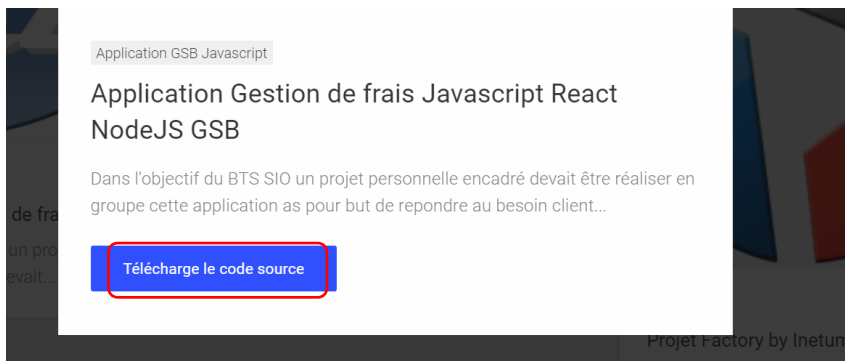 Application GSB Javascript
Application Gestion de frais Javascript React
NodeJS GSB
Dans l'objectif du BTS SIO un projet personnelle encadré devait être réaliser en
groupe cette application as pour but de repondre au besoin client...
de fra
un pro
evait...
Télécharge le code source
Projet Factory by Inetum